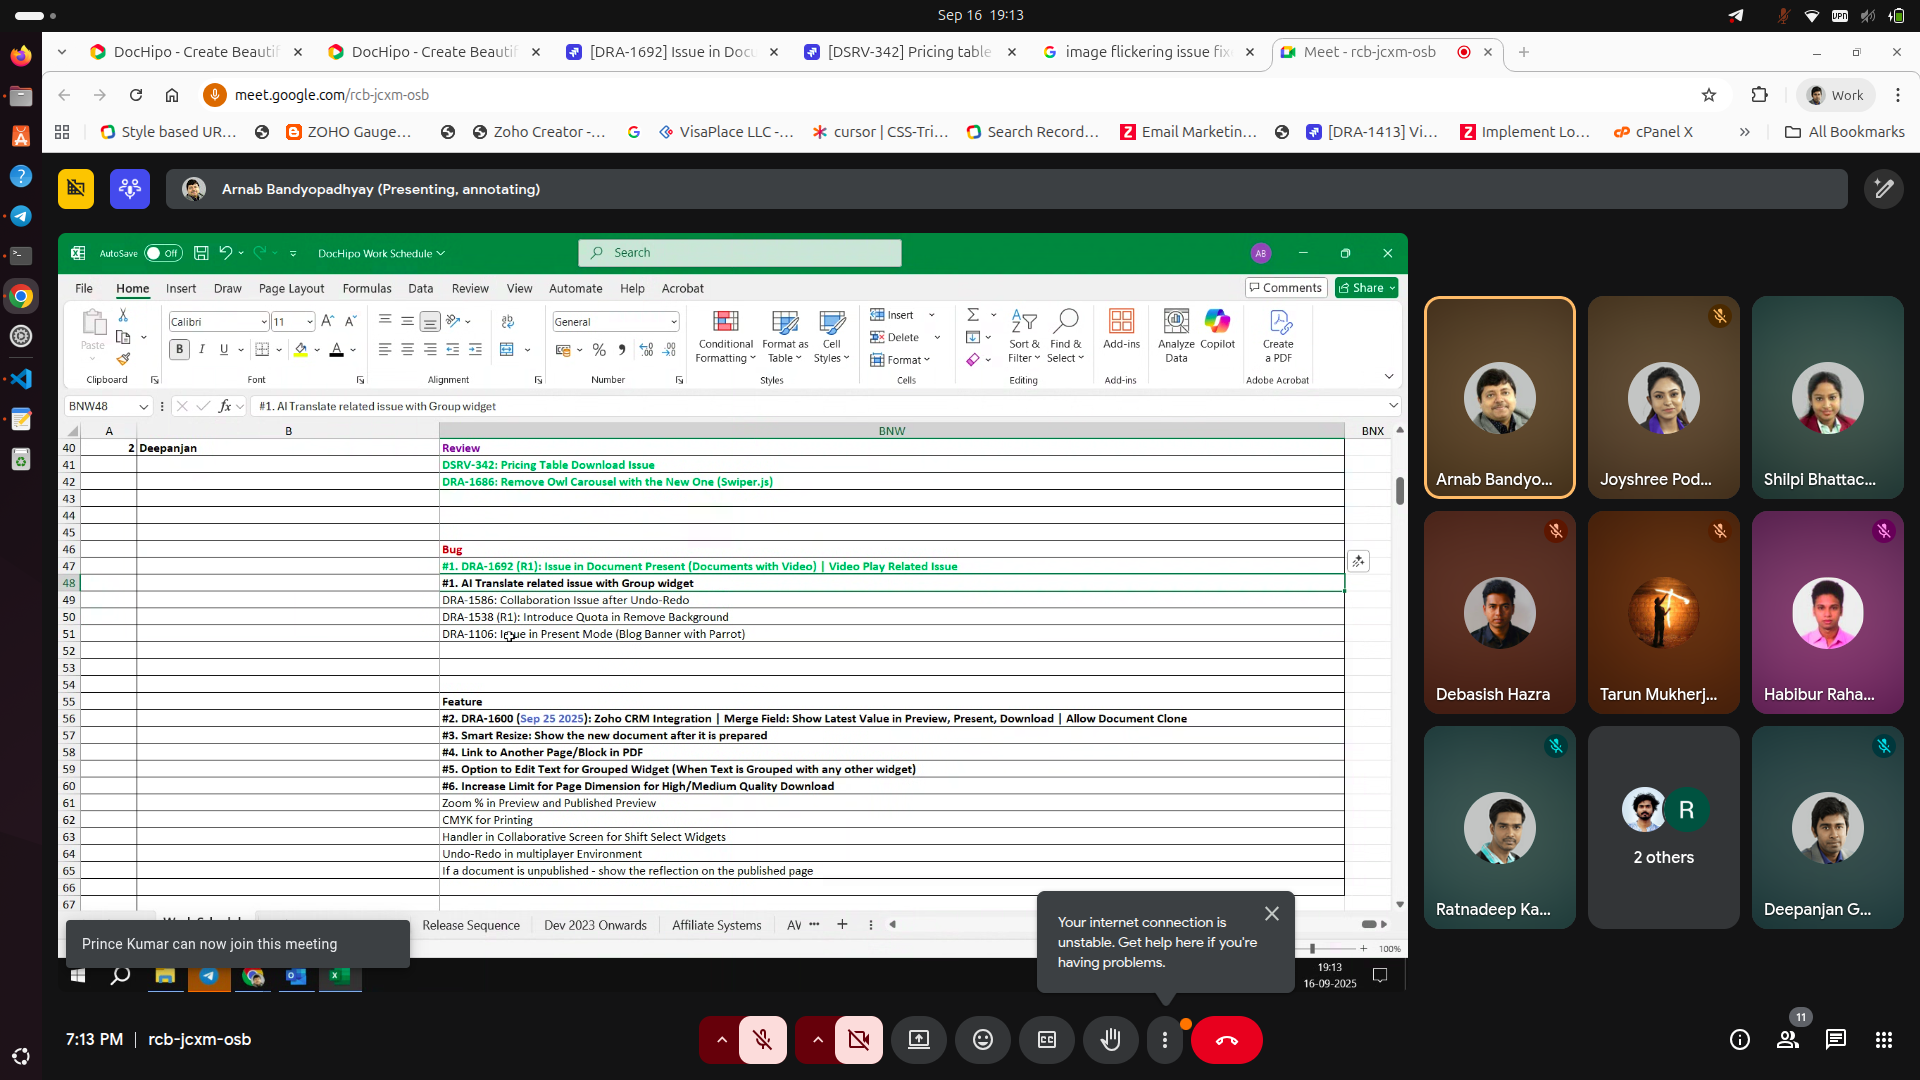 Sep 16 19:13
DocHipo - Create Beautif
DocHipo - Create Beautif
[DRA-1692] Issue in Docu
[DSRV-342] Pricing table
image flickering issue fix
Meet - rcb-jcxm-osb
meet.google.com/rcb-jcxm-osb
Work
Style based UR...
ZOHO Gauge...
Zoho Creator -...
VisaPlace LLC -...
cursor | CSS-Tri...
Search Record...
Email Marketin...
[DRA-1413] Vi...
Implement Lo...
cPanel X
All Bookmarks
Arnab Bandyopadhyay (Presenting, annotating)
AutoSave Off
DocHipo Work Schedule
Search
AB
File Home Insert Draw Page Layout Formulas Data Review View Automate Help Acrobat
Comments Share
Paste
Calibri 11
B I U
General
Conditional Formatting
Format as Table
Cell Styles
Insert
Delete
Format
Sort & Filter
Find & Select
Add-ins
Analyze Data
Copilot
Create a PDF
Clipboard Font Alignment Number Styles Cells Editing Add-ins Adobe Acrobat
BNW48 fx #1. AI Translate related issue with Group widget
A B BNW BNX
40 2 Deepanjan Review
41 DSRV-342: Pricing Table Download Issue
42 DRA-1686: Remove Owl Carousel with the New One (Swiper.js)
43
44
45
46 Bug
47 #1. DRA-1692 (R1): Issue in Document Present (Documents with Video) | Video Play Related Issue
48 #1. AI Translate related issue with Group widget
49 DRA-1586: Collaboration Issue after Undo-Redo
50 DRA-1538 (R1): Introduce Quota in Remove Background
51 DRA-1106: Issue in Present Mode (Blog Banner with Parrot)
52
53
54
55 Feature
56 #2. DRA-1600 (Sep 25 2025): Zoho CRM Integration | Merge Field: Show Latest Value in Preview, Present, Download | Allow Document Clone
57 #3. Smart Resize: Show the new document after it is prepared
58 #4. Link to Another Page/Block in PDF
59 #5. Option to Edit Text for Grouped Widget (When Text is Grouped with any other widget)
60 #6. Increase Limit for Page Dimension for High/Medium Quality Download
61 Zoom % in Preview and Published Preview
62 CMYK for Printing
63 Handler in Collaborative Screen for Shift Select Widgets
64 Undo-Redo in multiplayer Environment
65 If a document is unpublished - show the reflection on the published page
66
67
Release Sequence Dev 2023 Onwards Affiliate Systems
100%
Prince Kumar can now join this meeting
Your internet connection is
unstable. Get help here if you're
having problems.
19:13
16-09-2025
Arnab Bandyo...
Joyshree Pod...
Shilpi Bhattac...
Debasish Hazra
Tarun Mukherj...
Habibur Raha...
Ratnadeep Ka...
R
2 others
Deepanjan G...
7:13 PM | rcb-jcxm-osb
11